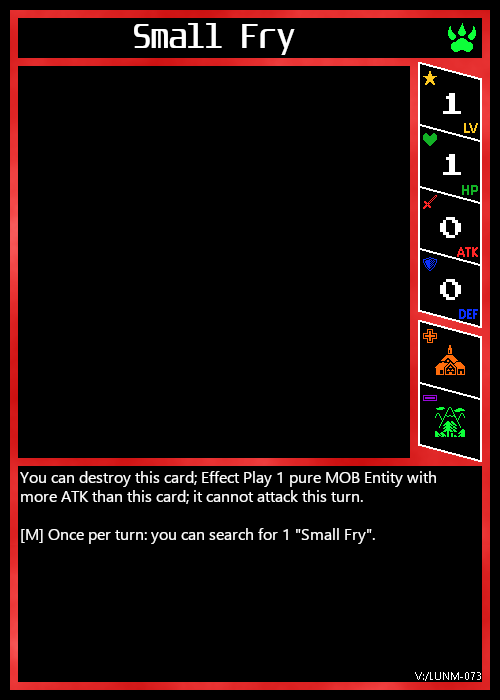 Small Fry
1
LV
1
HP
0
ATK
0
DEF
You can destroy this card; Effect Play 1 pure MOB Entity with
more ATK than this card; it cannot attack this turn.
[M] Once per turn: you can search for 1 "Small Fry".
V:/LUNM-073